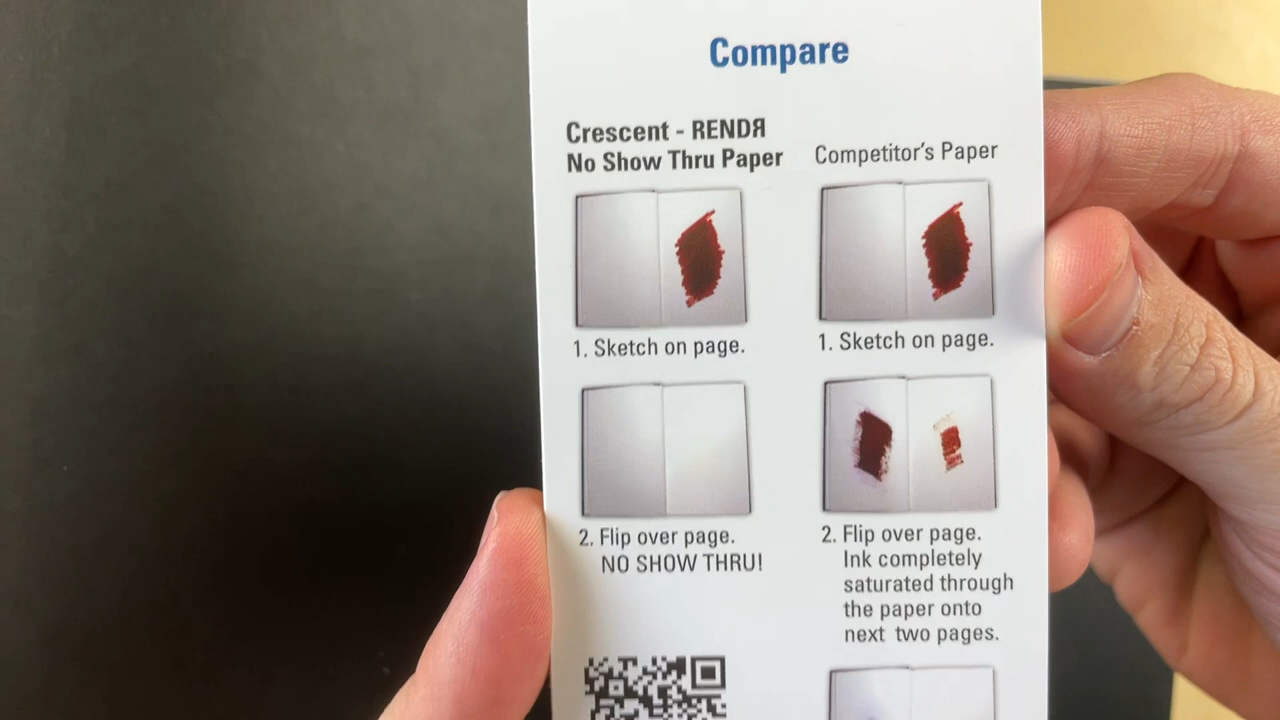 Compare
Crescent - RENDЯ
No Show Thru Paper
Competitor's Paper
1. Sketch on page.
1. Sketch on page.
2. Flip over page.
NO SHOW THRU!
2. Flip over page.
Ink completely
saturated through
the paper onto
next two pages.